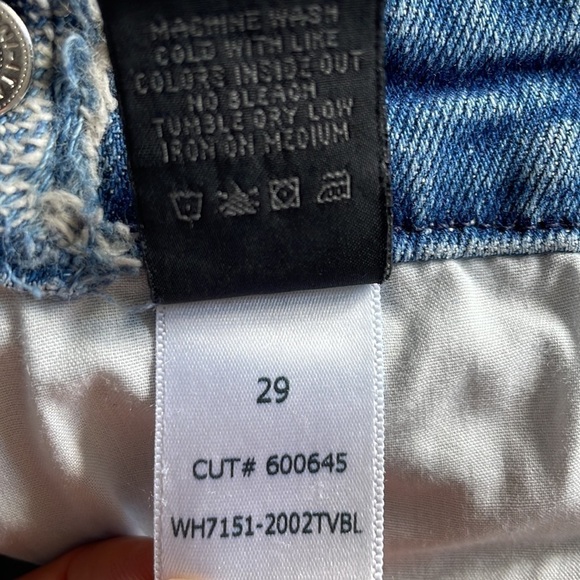 MACHINE WASH
COLD WITH LIKE
COLORS INSIDE OUT
NO BLEACH
TUMBLE DRY LOW
IRON ON MEDIUM
29
CUT# 600645
WH7151-2002TVBL